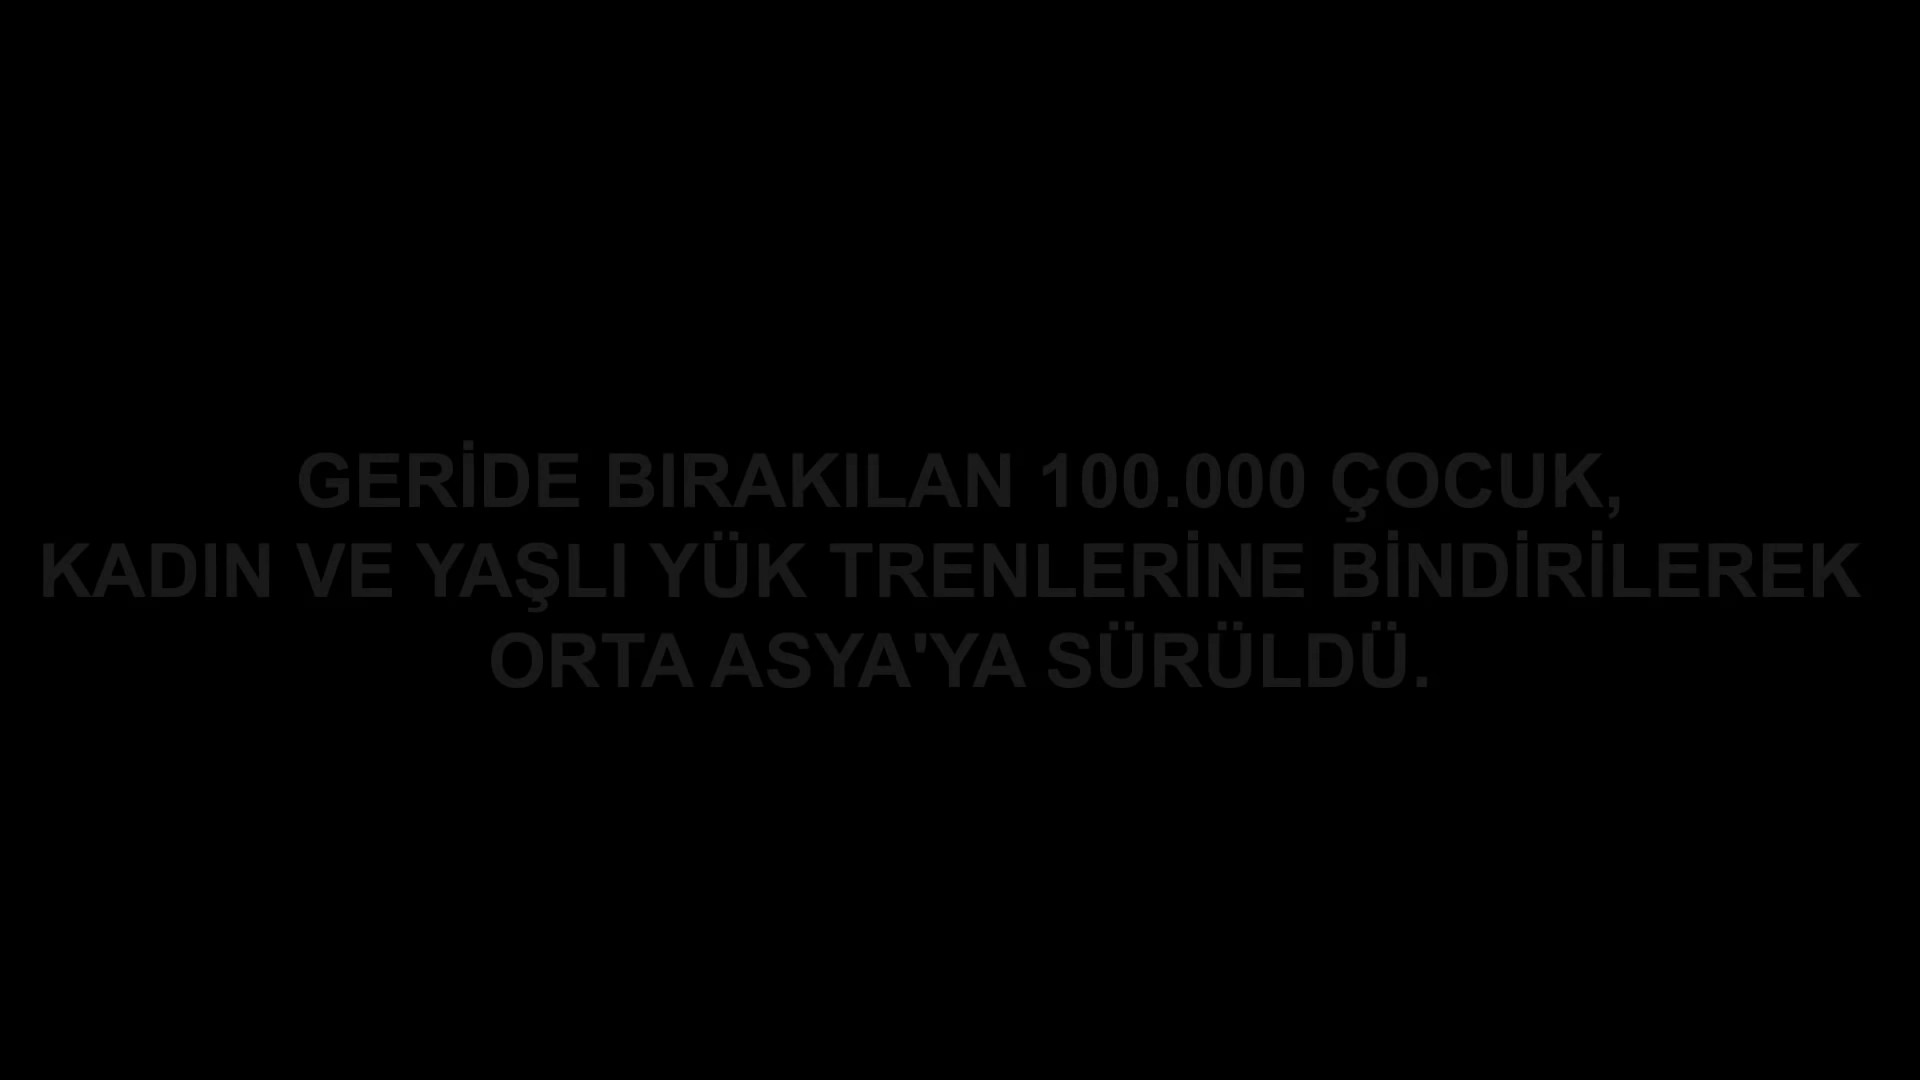 GERİDE BIRAKILAN 100.000 ÇOCUK,
KADIN VE YAŞLI YÜK TRENLERİNE BİNDİRİLEREK
ORTA ASYA'YA SÜRÜLDÜ.